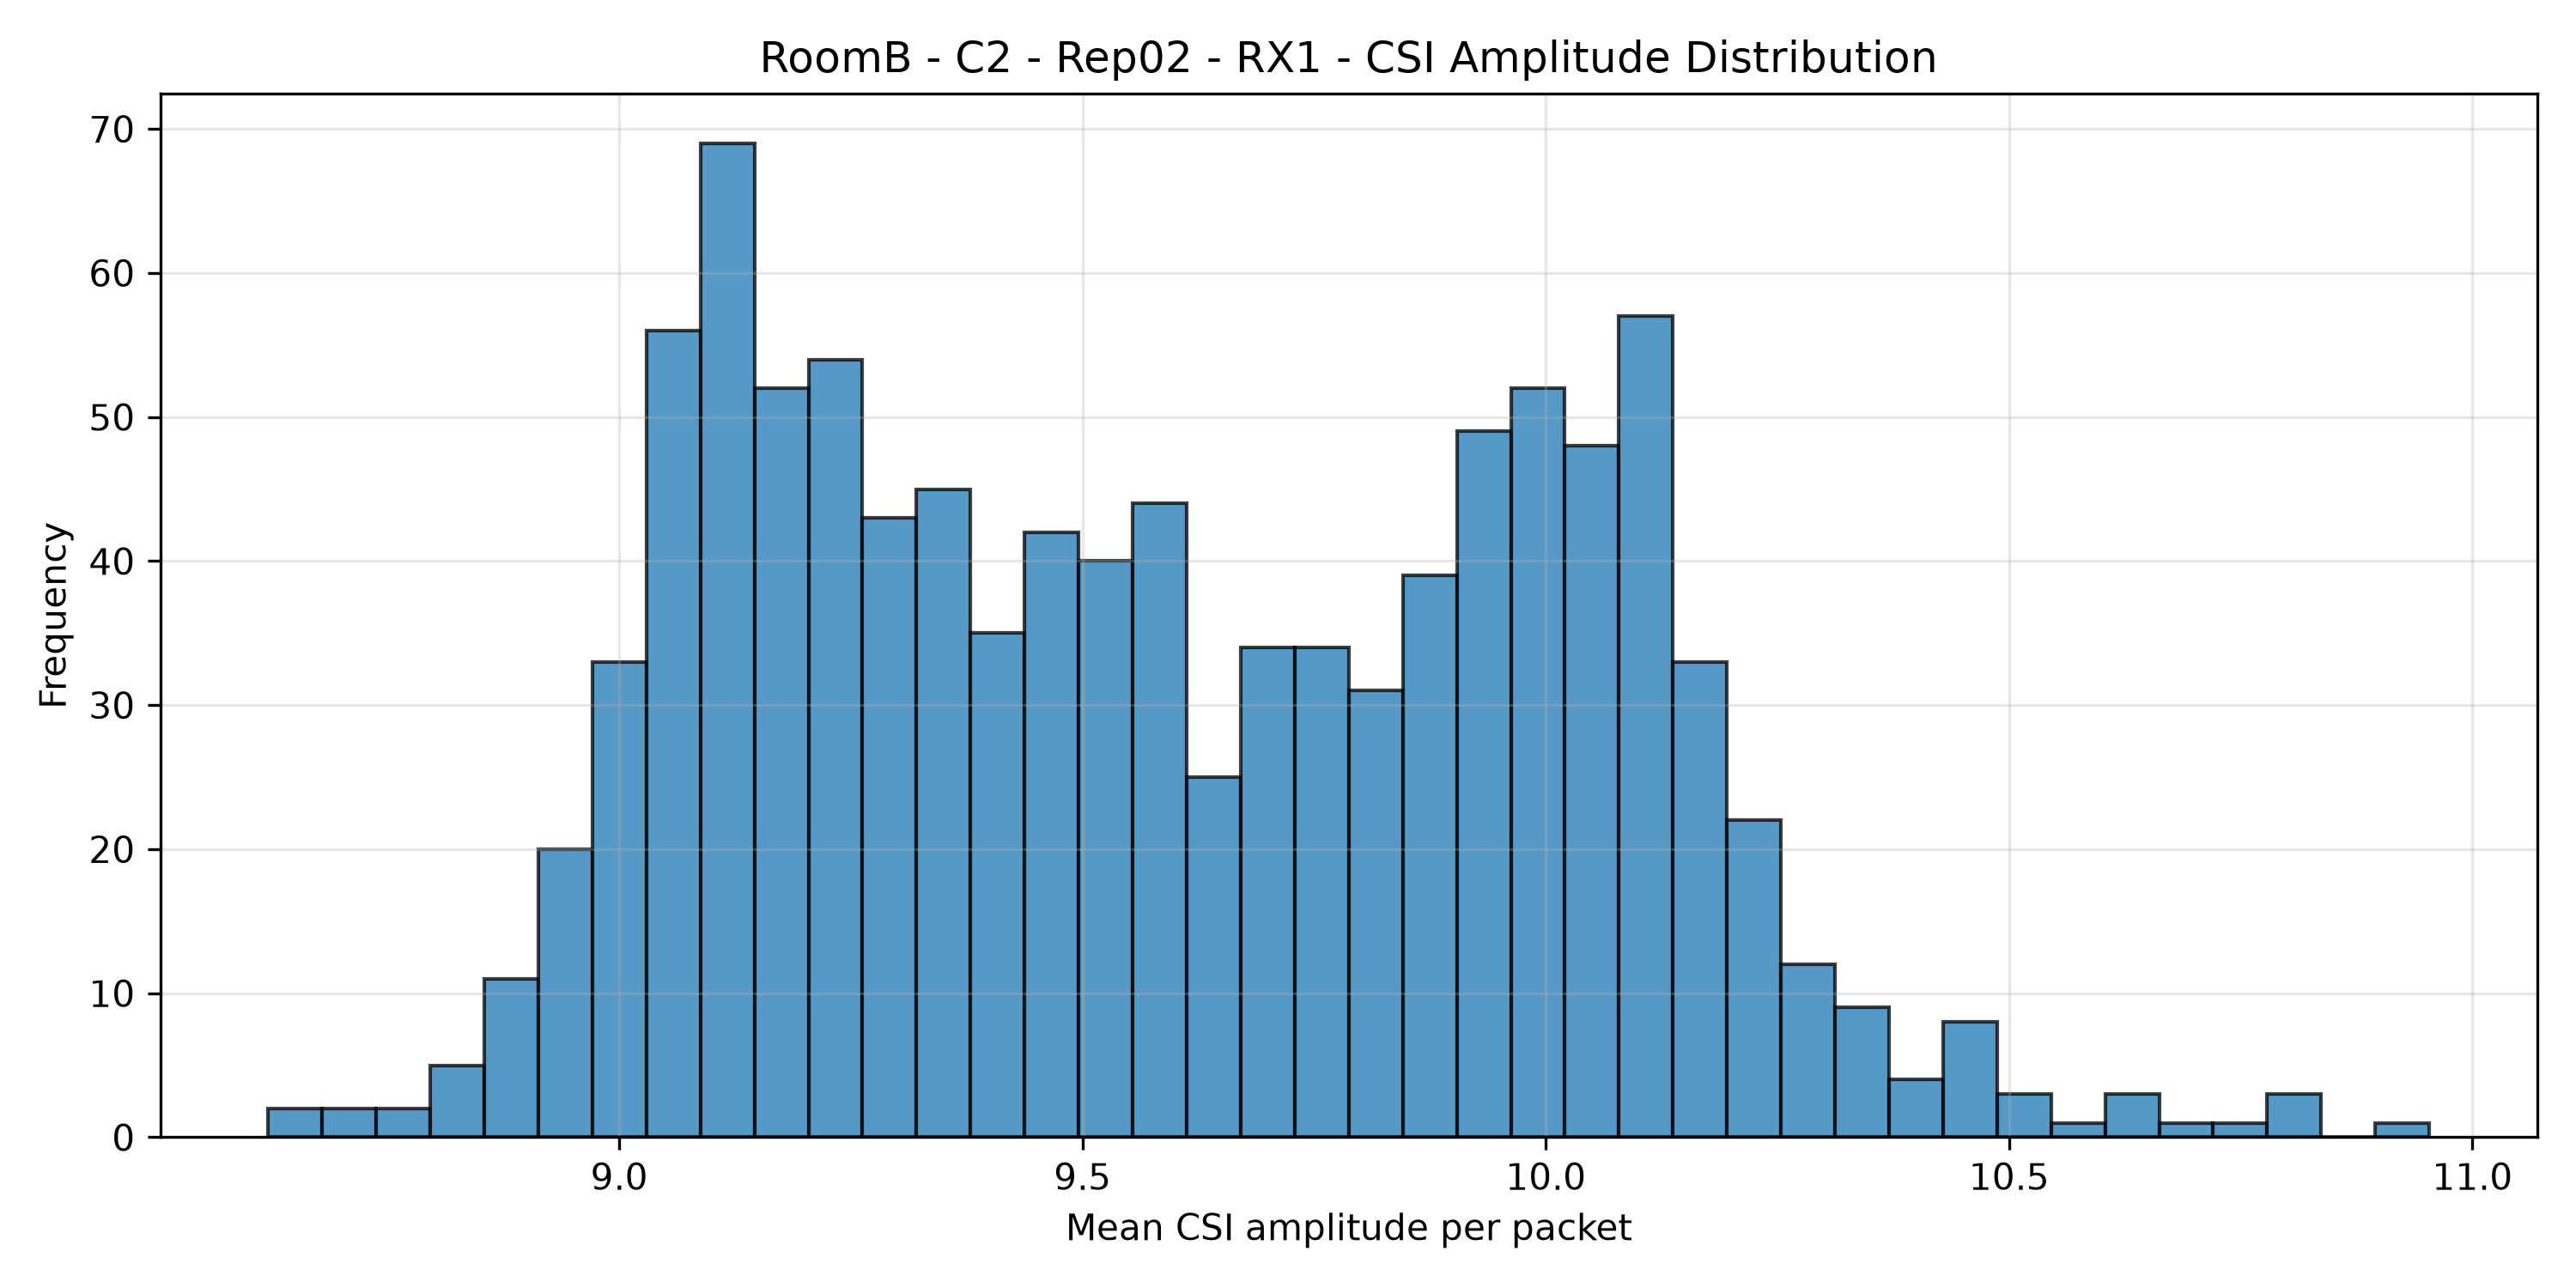 RoomB - C2 - Rep02 - RX1 - CSI Amplitude Distribution
70
60
50
40
30
20
10
0
Frequency
9.0 9.5 10.0 10.5 11.0
Mean CSI amplitude per packet